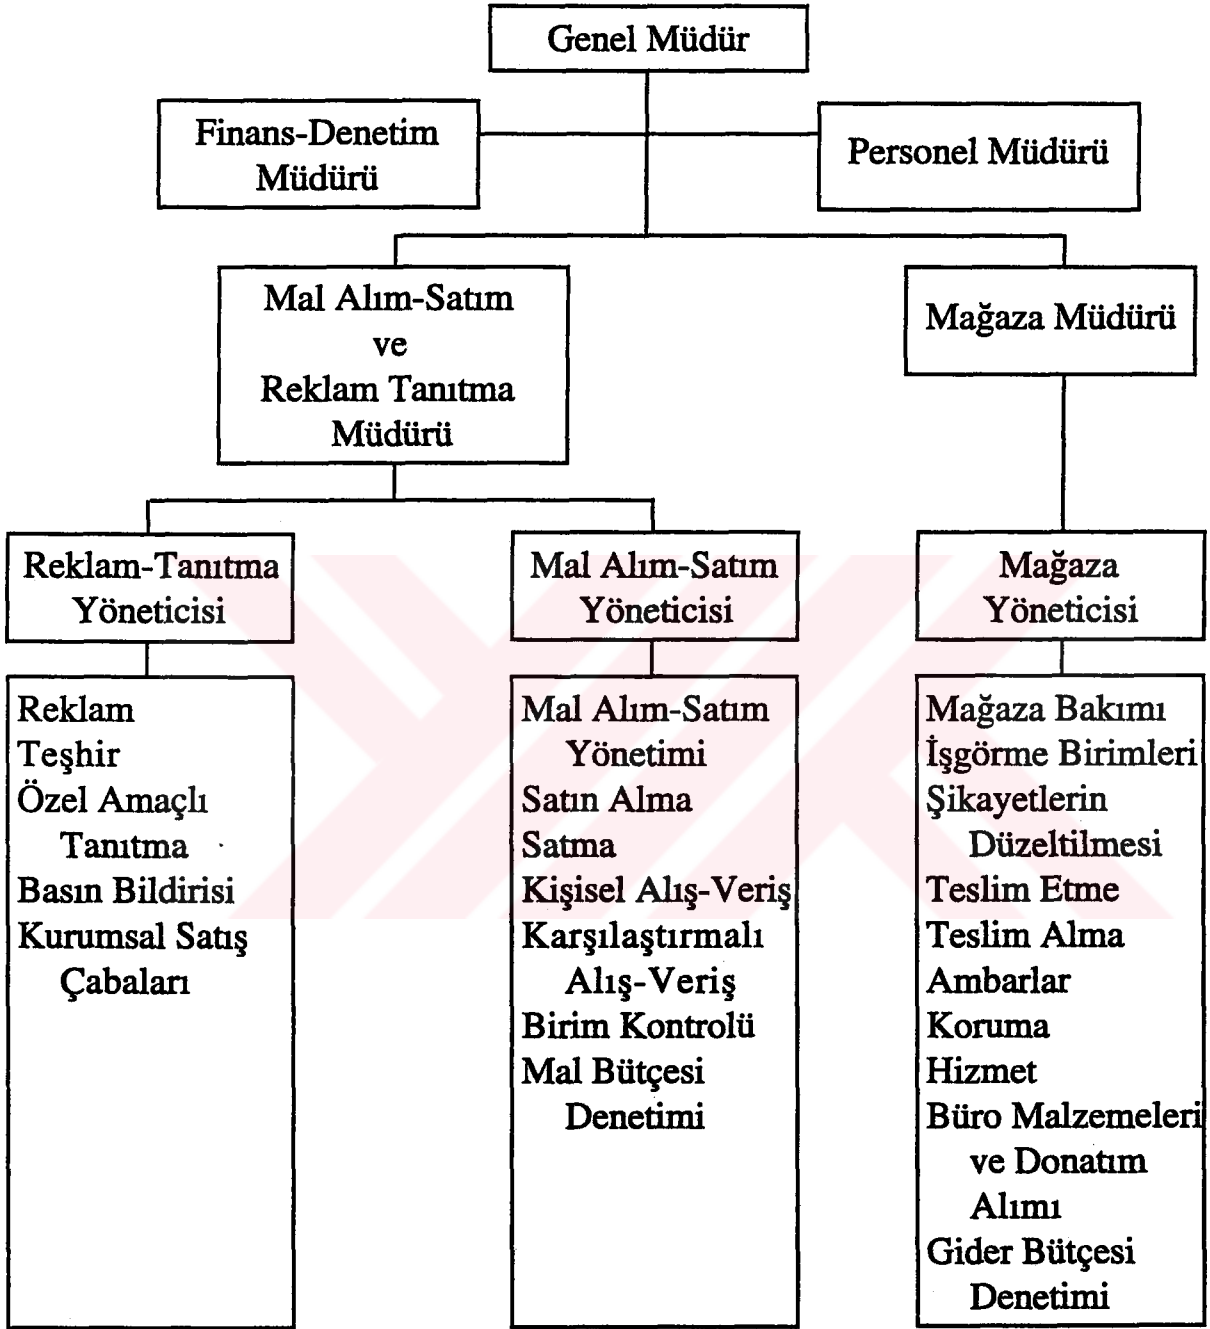 Genel Müdür
Finans-Denetim
Müdürü
Personel Müdürü
Mal Alım-Satım
ve
Reklam Tanıtma
Müdürü
Mağaza Müdürü
Reklam-Tanıtma
Yöneticisi
Mal Alım-Satım
Yöneticisi
Mağaza
Yöneticisi
Reklam
Teşhir
Özel Amaçlı
Tanıtma
Basın Bildirisi
Kurumsal Satış
Çabaları
Mal Alım-Satım
Yönetimi
Satın Alma
Satma
Kişisel Alış-Veriş
Karşılaştırmalı
Alış-Veriş
Birim Kontrolü
Mal Bütçesi
Denetimi
Mağaza Bakımı
İşgörme Birimleri
Şikayetlerin
Düzeltilmesi
Teslim Etme
Teslim Alma
Ambarlar
Koruma
Hizmet
Büro Malzemeleri
ve Donatım
Alımı
Gider Bütçesi
Denetimi